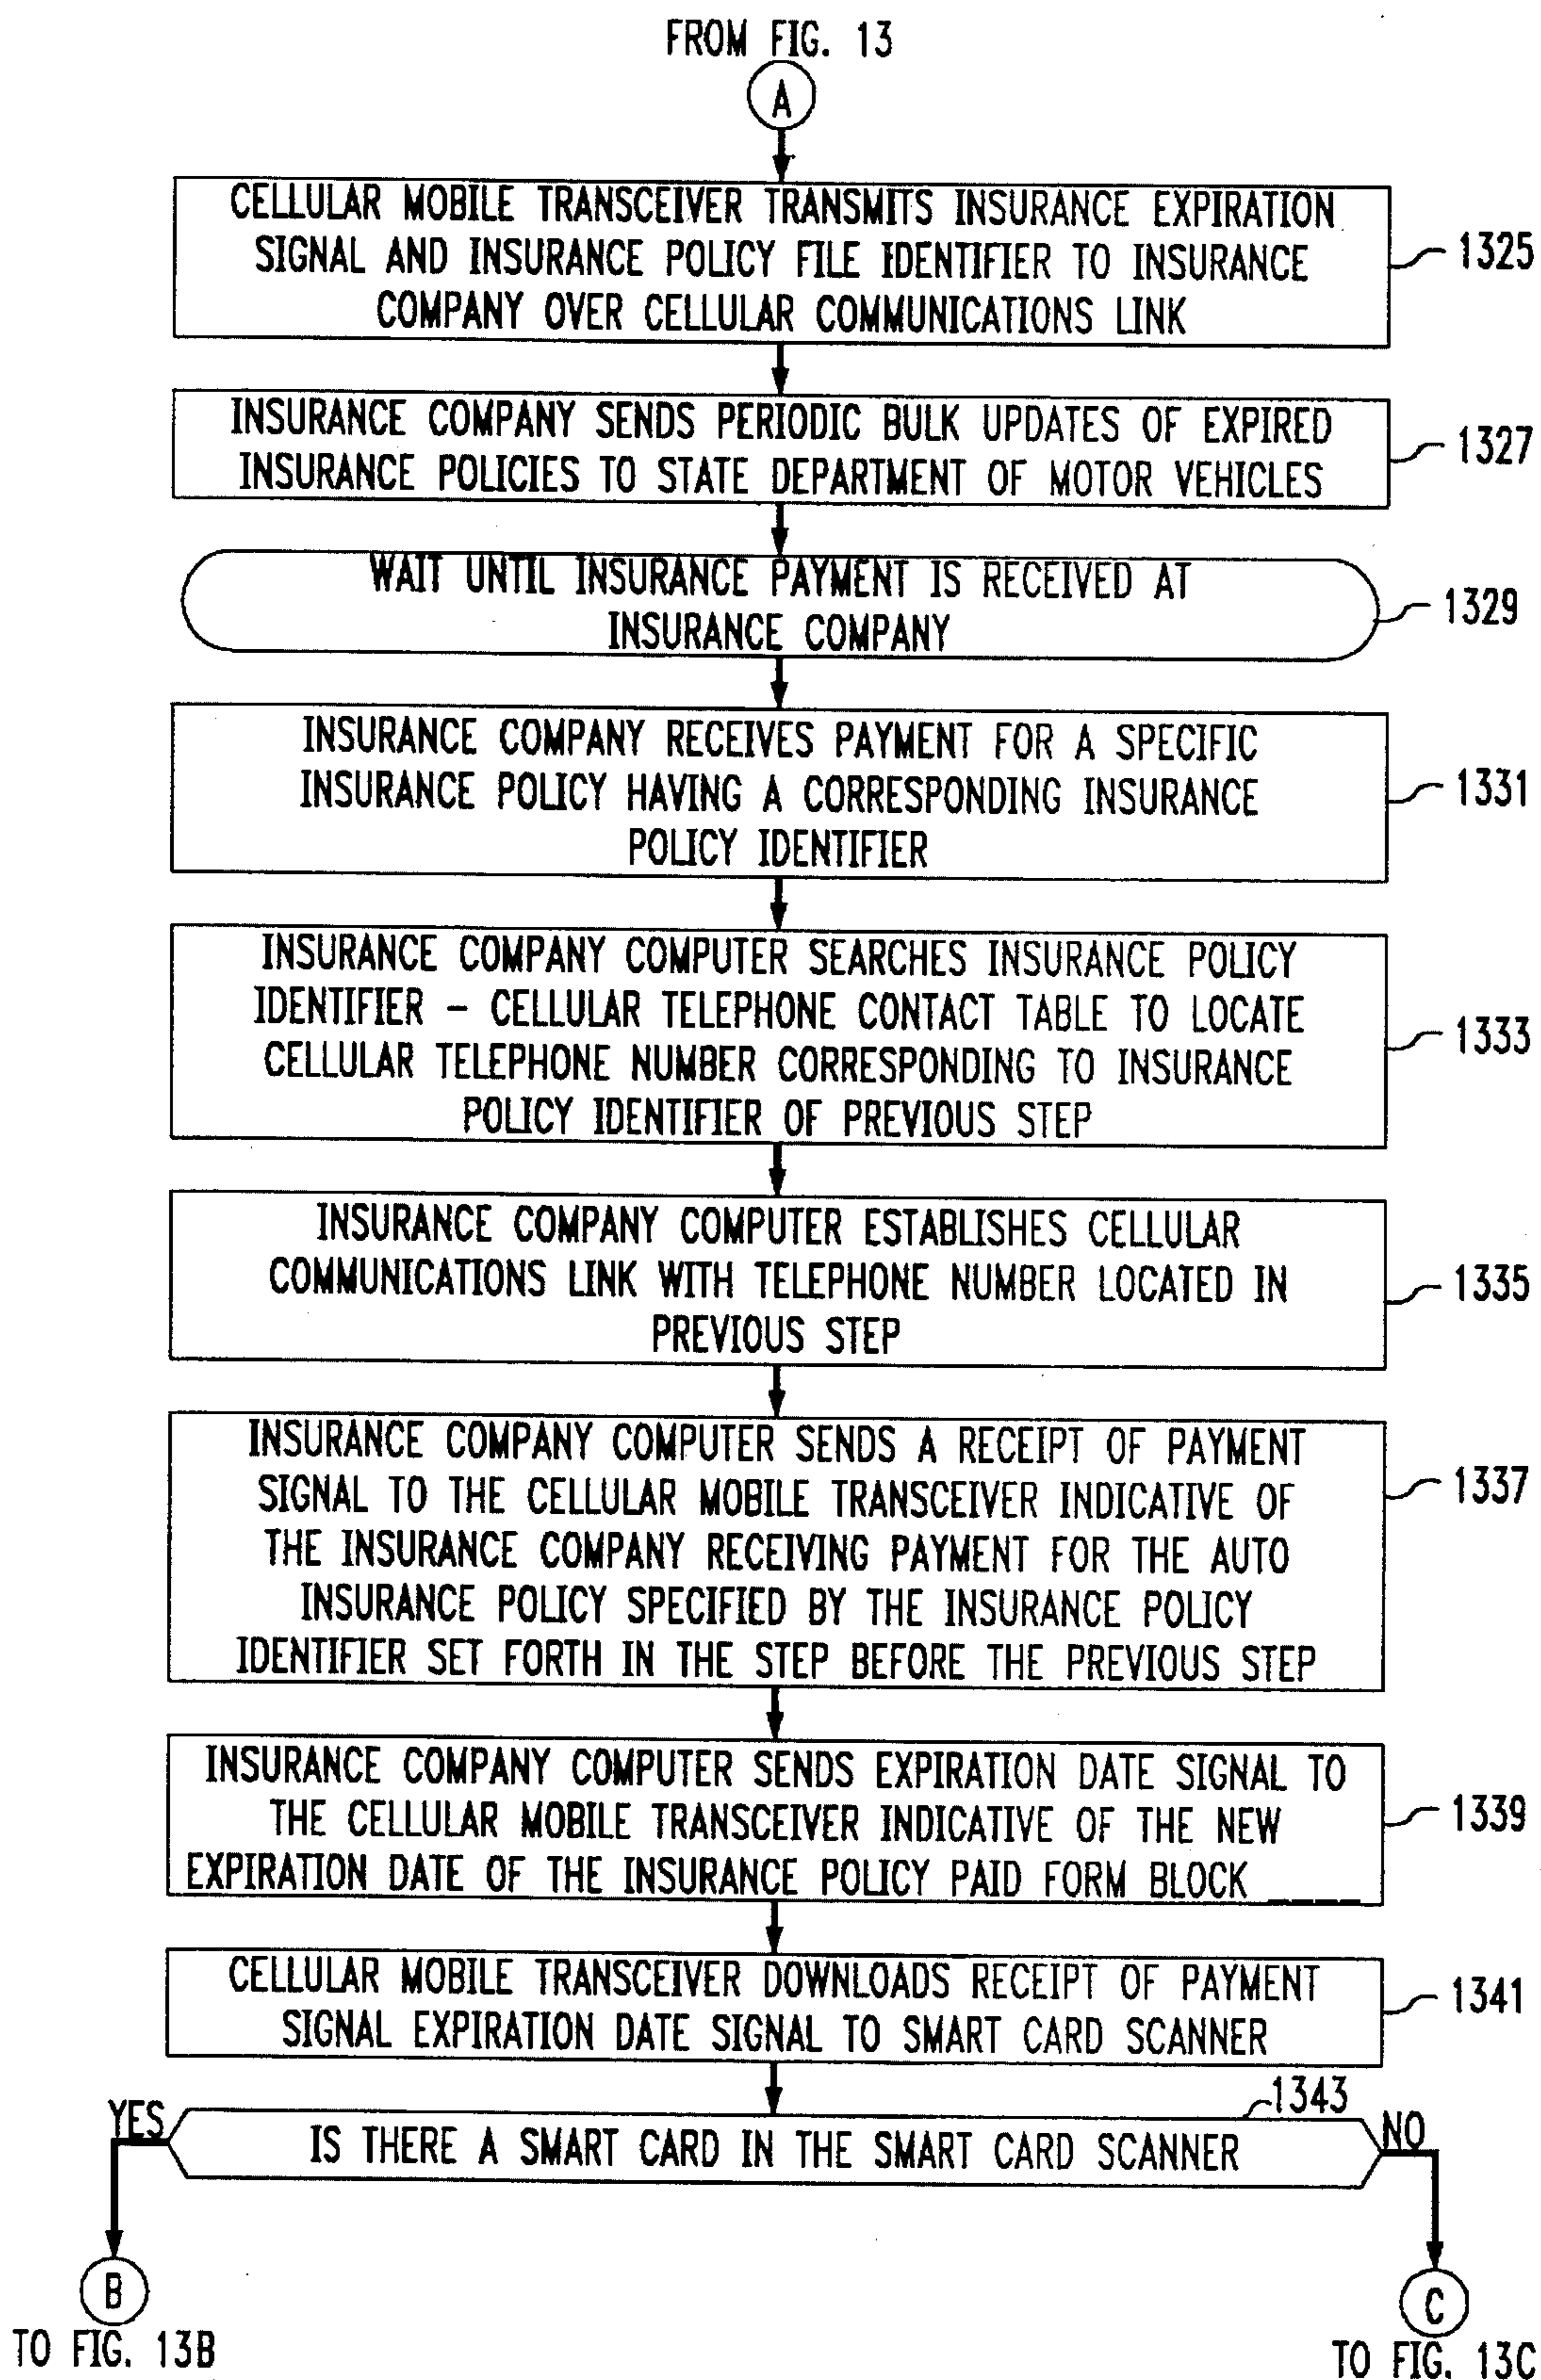 FROM FIG. 13
A
CELLULAR MOBILE TRANSCEIVER TRANSMITS INSURANCE EXPIRATION
SIGNAL AND INSURANCE POLICY FILE IDENTIFIER TO INSURANCE
COMPANY OVER CELLULAR COMMUNICATIONS LINK
1325
INSURANCE COMPANY SENDS PERIODIC BULK UPDATES OF EXPIRED
INSURANCE POLICIES TO STATE DEPARTMENT OF MOTOR VEHICLES
1327
WAIT UNTIL INSURANCE PAYMENT IS RECEIVED AT
INSURANCE COMPANY
1329
INSURANCE COMPANY RECEIVES PAYMENT FOR A SPECIFIC
INSURANCE POLICY HAVING A CORRESPONDING INSURANCE
POLICY IDENTIFIER
1331
INSURANCE COMPANY COMPUTER SEARCHES INSURANCE POLICY
IDENTIFIER – CELLULAR TELEPHONE CONTACT TABLE TO LOCATE
CELLULAR TELEPHONE NUMBER CORRESPONDING TO INSURANCE
POLICY IDENTIFIER OF PREVIOUS STEP
1333
INSURANCE COMPANY COMPUTER ESTABLISHES CELLULAR
COMMUNICATIONS LINK WITH TELEPHONE NUMBER LOCATED IN
PREVIOUS STEP
1335
INSURANCE COMPANY COMPUTER SENDS A RECEIPT OF PAYMENT
SIGNAL TO THE CELLULAR MOBILE TRANSCEIVER INDICATIVE OF
THE INSURANCE COMPANY RECEIVING PAYMENT FOR THE AUTO
INSURANCE POLICY SPECIFIED BY THE INSURANCE POLICY
IDENTIFIER SET FORTH IN THE STEP BEFORE THE PREVIOUS STEP
1337
INSURANCE COMPANY COMPUTER SENDS EXPIRATION DATE SIGNAL TO
THE CELLULAR MOBILE TRANSCEIVER INDICATIVE OF THE NEW
EXPIRATION DATE OF THE INSURANCE POLICY PAID FORM BLOCK ____
1339
CELLULAR MOBILE TRANSCEIVER DOWNLOADS RECEIPT OF PAYMENT
SIGNAL EXPIRATION DATE SIGNAL TO SMART CARD SCANNER
1341
1343
YES
IS THERE A SMART CARD IN THE SMART CARD SCANNER
NO
B
TO FIG. 13B
C
TO FIG. 13C